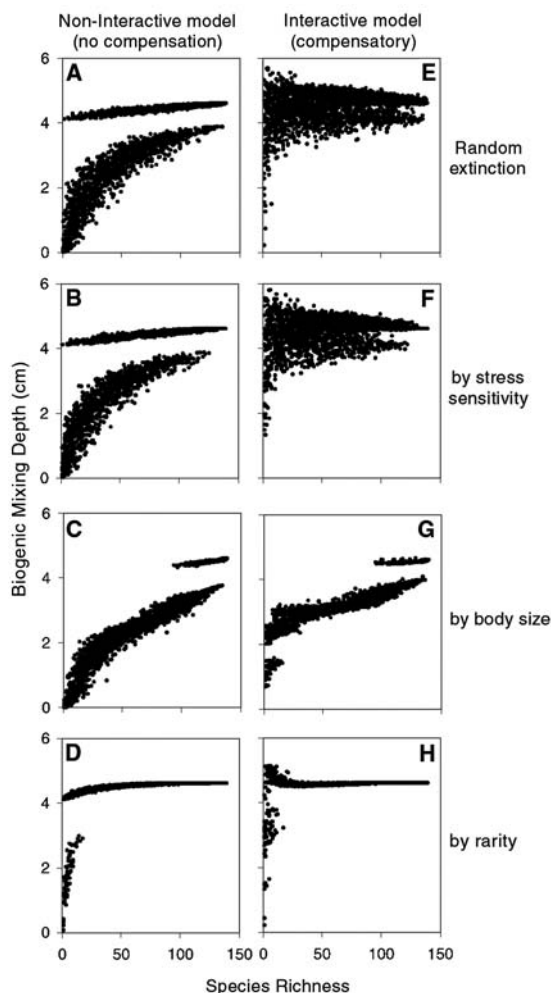 Non-Interactive model
(no compensation)
Interactive model
(compensatory)
Biogenic Mixing Depth (cm)
6
4
2
0
A
E
Random
extinction
6
4
2
0
B
F
by stress
sensitivity
6
4
2
0
C
G
by body size
6
4
2
0
D
H
by rarity
0
50
100
150
0
50
100
150
Species Richness